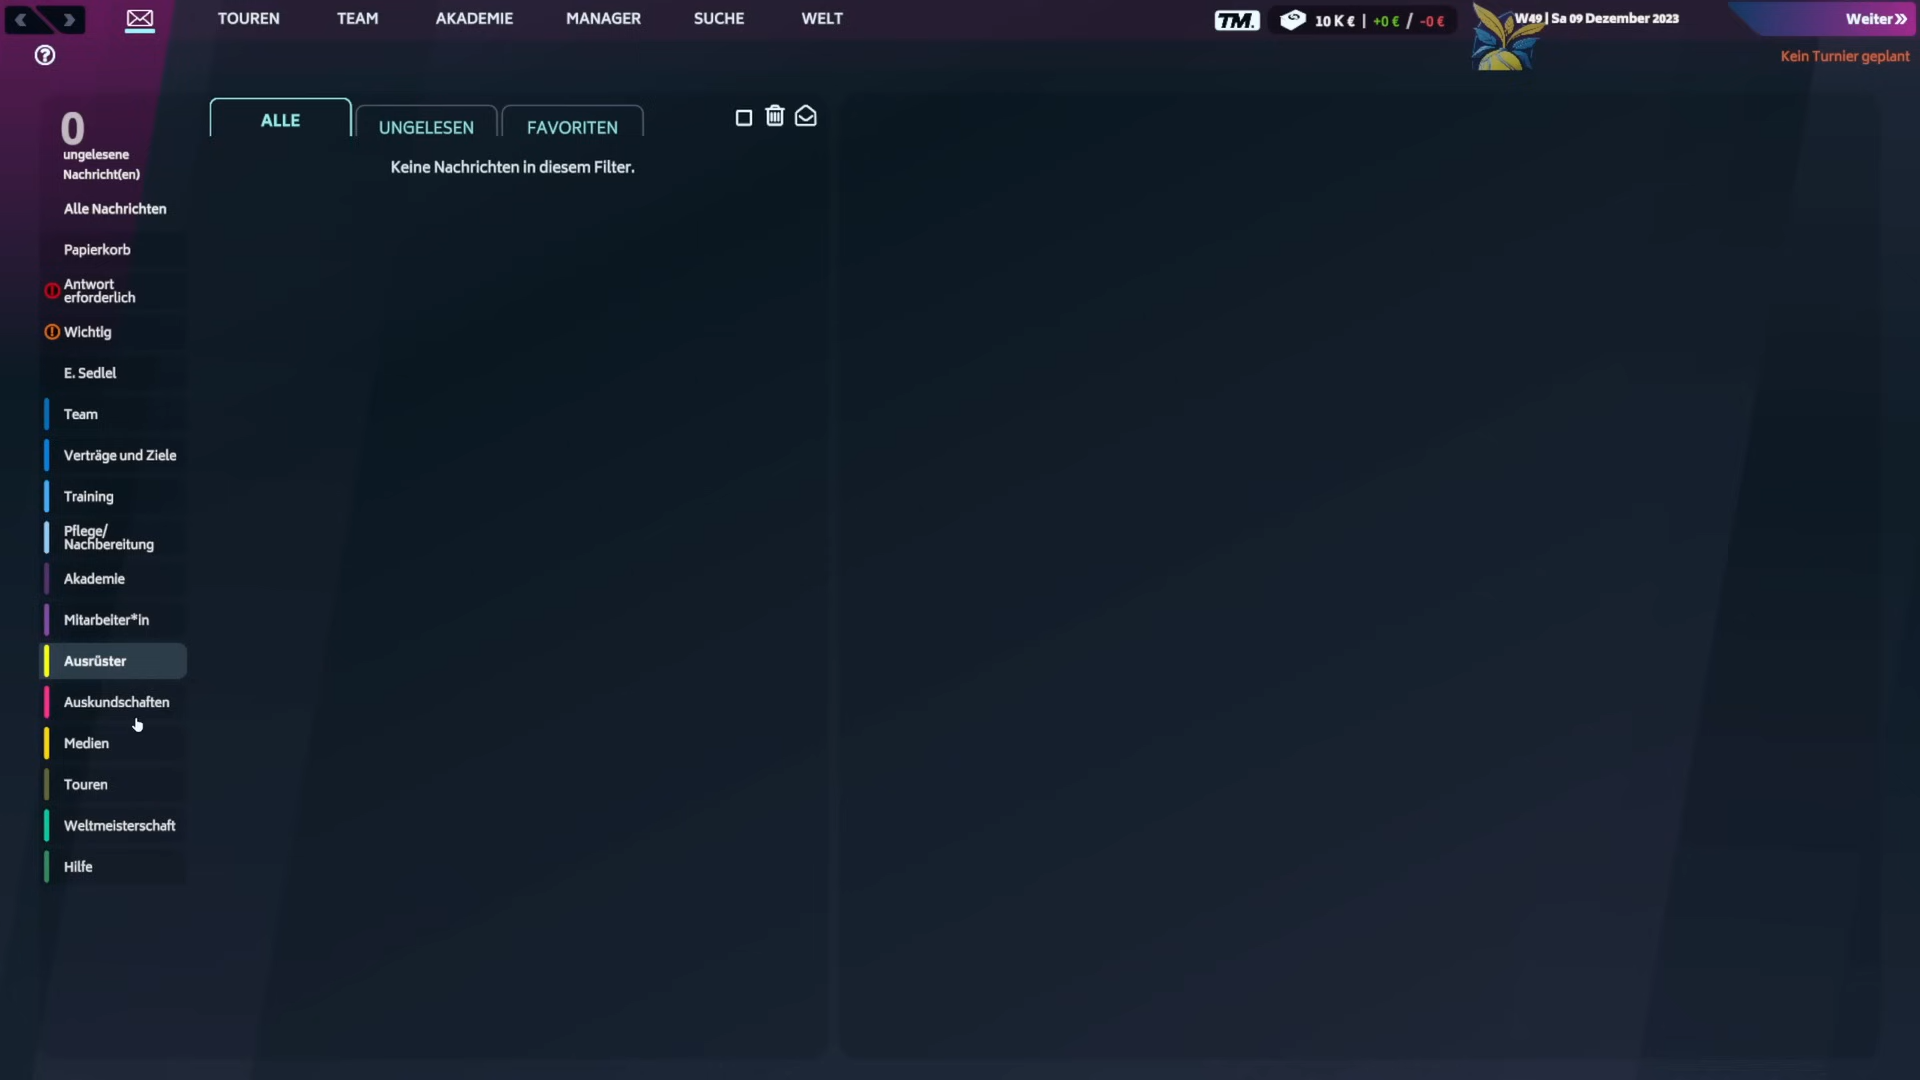 TOUREN
TEAM
AKADEMIE
MANAGER
SUCHE
WELT
TM.
10 K € | +0 € / -0 €
W49 | Sa 09 Dezember 2023
Weiter
Kein Turnier geplant
0
ungelesene
Nachricht(en)
Alle Nachrichten
Papierkorb
Antwort
erforderlich
Wichtig
E. Sedlel
Team
Verträge und Ziele
Training
Pflege/
Nachbereitung
Akademie
Mitarbeiter*in
Ausrüster
Auskundschaften
Medien
Touren
Weltmeisterschaft
Hilfe
ALLE
UNGELESEN
FAVORITEN
Keine Nachrichten in diesem Filter.